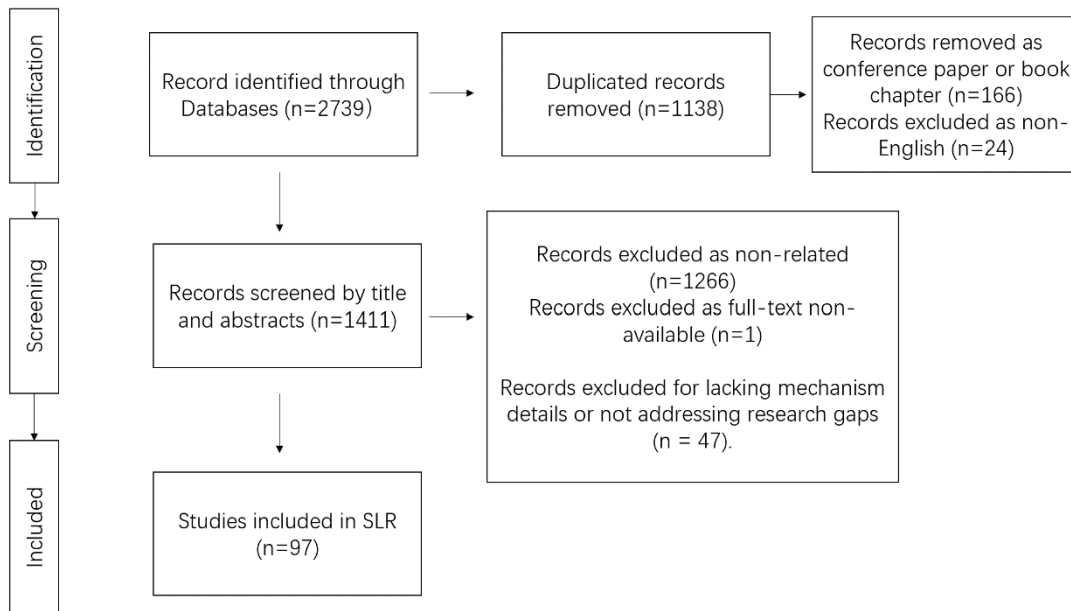 Identification
Record identified through
Databases (n=2739)
Duplicated records
removed (n=1138)
Records removed as
conference paper or book
chapter (n=166)
Records excluded as non-
English (n=24)
Screening
Records screened by title
and abstracts (n=1411)
Records excluded as non-related
(n=1266)
Records excluded as full-text non-
available (n=1)
Records excluded for lacking mechanism
details or not addressing research gaps
(n = 47).
Included
Studies included in SLR
(n=97)